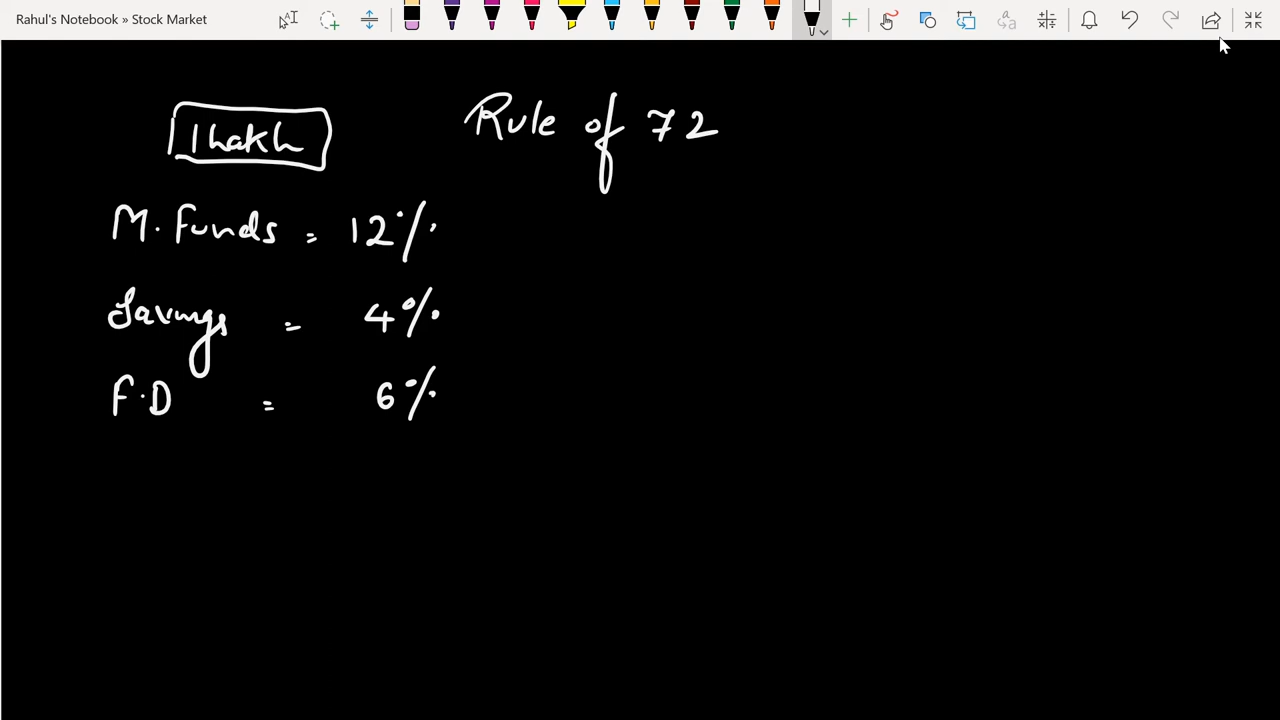 Rahul's Notebook » Stock Market
1 lakh
Rule of 72
M. Funds = 12%
Savings = 4%
F.D = 6%